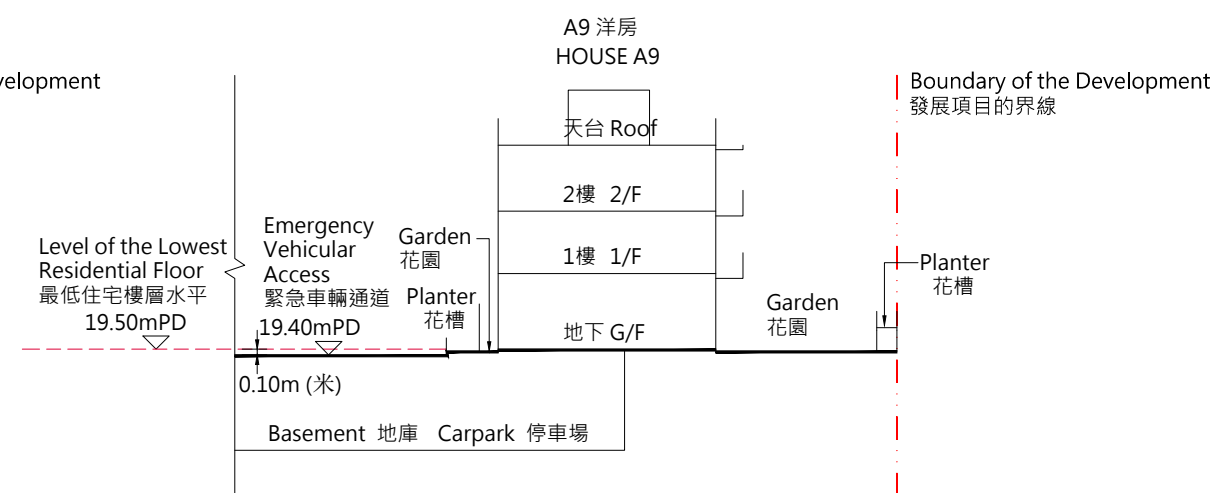 A9 洋房
HOUSE A9
velopment
Boundary of the Development
發展項目的界線
天台 Roof
2樓 2/F
1樓 1/F
地下 G/F
Level of the Lowest
Residential Floor
最低住宅樓層水平
19.50mPD
Emergency
Vehicular
Access
緊急車輛通道
19.40mPD
Garden
花園
Planter
花槽
Garden
花園
Planter
花槽
0.10m (米)
Basement 地庫 Carpark 停車場